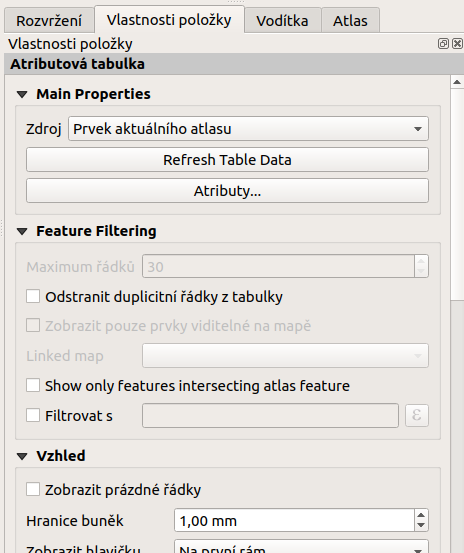 Rozvržení Vlastnosti položky Vodítka Atlas
Vlastnosti položky
Atributová tabulka
Main Properties
Zdroj Prvek aktuálního atlasu
Refresh Table Data
Atributy...
Feature Filtering
Maximum řádků 30
Odstranit duplicitní řádky z tabulky
Zobrazit pouze prvky viditelné na mapě
Linked map
Show only features intersecting atlas feature
Filtrovat s ε
Vzhled
Zobrazit prázdné řádky
Hranice buněk 1,00 mm
Zobrazit hlavičku Na první rám